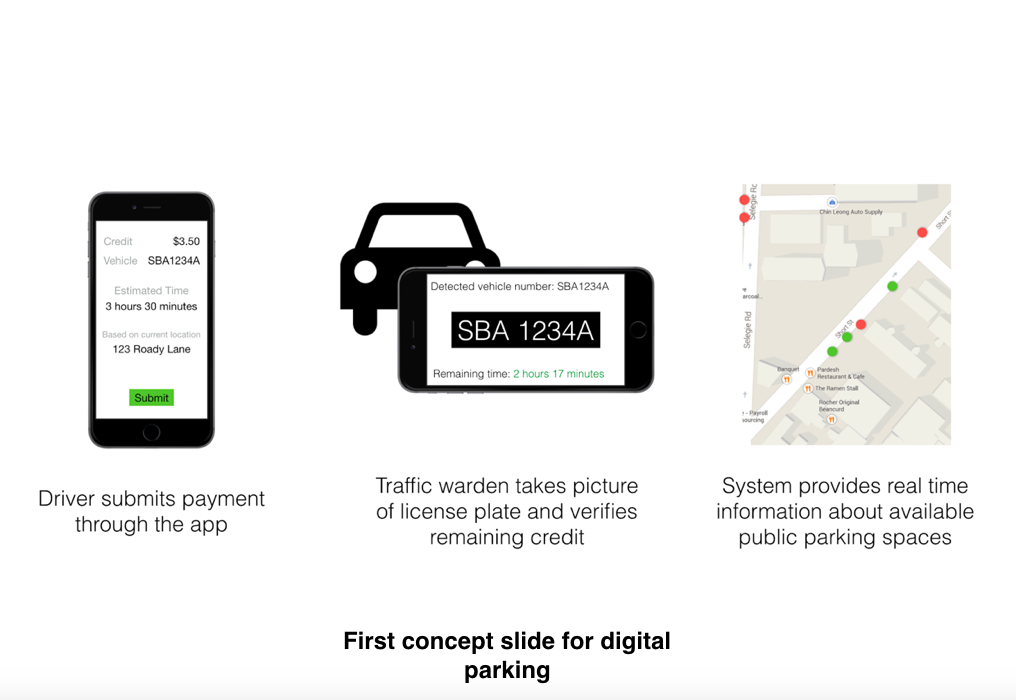 Credit $3.50
Vehicle SBA1234A
Estimated Time
3 hours 30 minutes
Based on current location
123 Roady Lane
Submit
Driver submits payment
through the app
Detected vehicle number: SBA1234A
SBA 1234A
Remaining time: 2 hours 17 minutes
Traffic warden takes picture
of license plate and verifies
remaining credit
Selegie Rd
Chin Leong Auto Supply
Short St
arcoal...
Selegie Rd
Short St
Banquet
Pardesh
Restaurant & Cafe
The Ramen Stall
Rocher Original
Beancurd
- Payroll
ourcing
System provides real time
information about available
public parking spaces
First concept slide for digital
parking